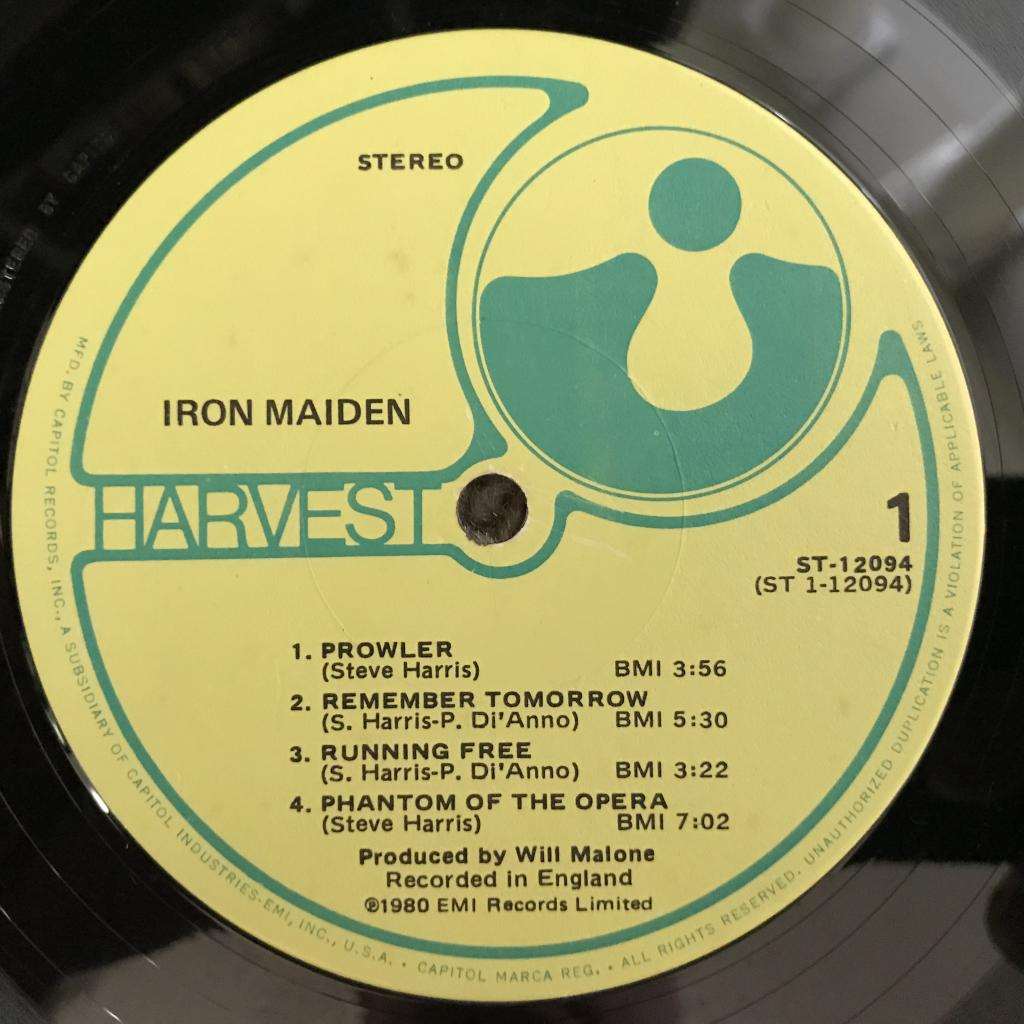 STEREO
IRON MAIDEN
HARVEST
1
ST-12094
(ST 1-12094)
1. PROWLER
(Steve Harris) BMI 3:56
2. REMEMBER TOMORROW
(S. Harris-P. Di'Anno) BMI 5:30
3. RUNNING FREE
(S. Harris-P. Di'Anno) BMI 3:22
4. PHANTOM OF THE OPERA
(Steve Harris) BMI 7:02
Produced by Will Malone
Recorded in England
℗1980 EMI Records Limited
MFD. BY CAPITOL RECORDS, INC., A SUBSIDIARY OF CAPITOL INDUSTRIES-EMI, INC., U.S.A. • CAPITOL MARCA REG. • ALL RIGHTS RESERVED. UNAUTHORIZED DUPLICATION IS A VIOLATION OF APPLICABLE LAWS